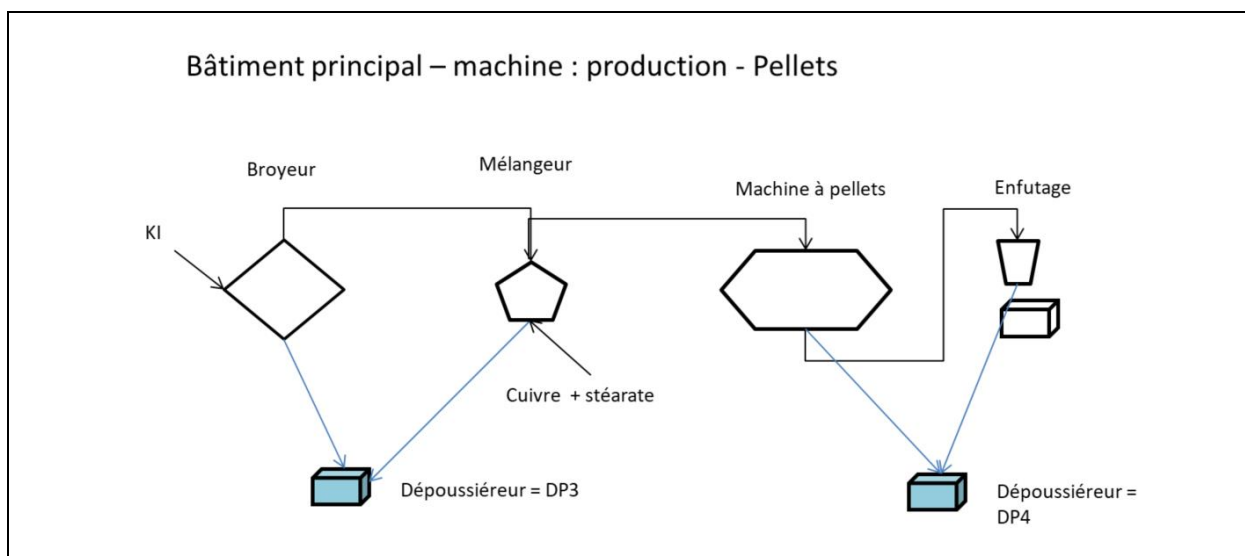 Bâtiment principal – machine : production - Pellets
Broyeur
Mélangeur
Machine à pellets
Enfutage
KI
Cuivre + stéarate
Dépoussiéreur = DP3
Dépoussiéreur =
DP4